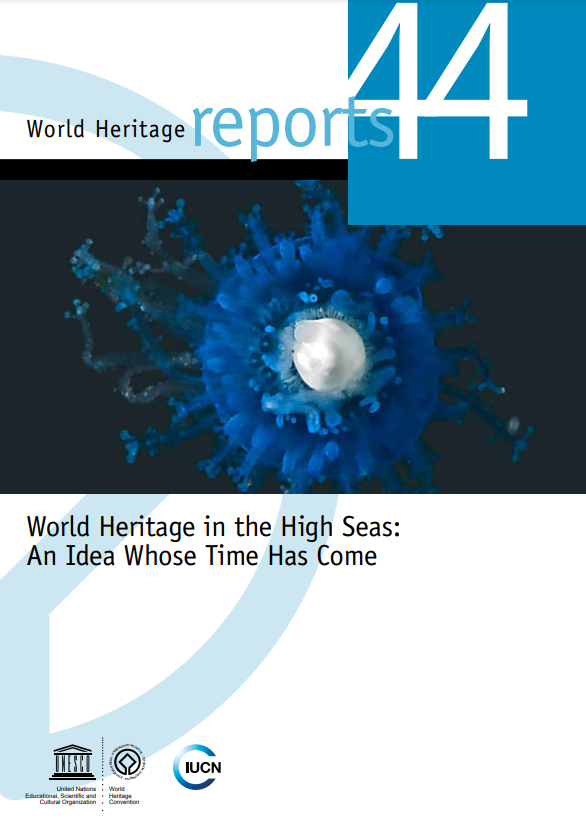 44
World Heritage reports
World Heritage in the High Seas:
An Idea Whose Time Has Come
UNESCO
United Nations
Educational, Scientific and
Cultural Organization
World
Heritage
Convention
IUCN